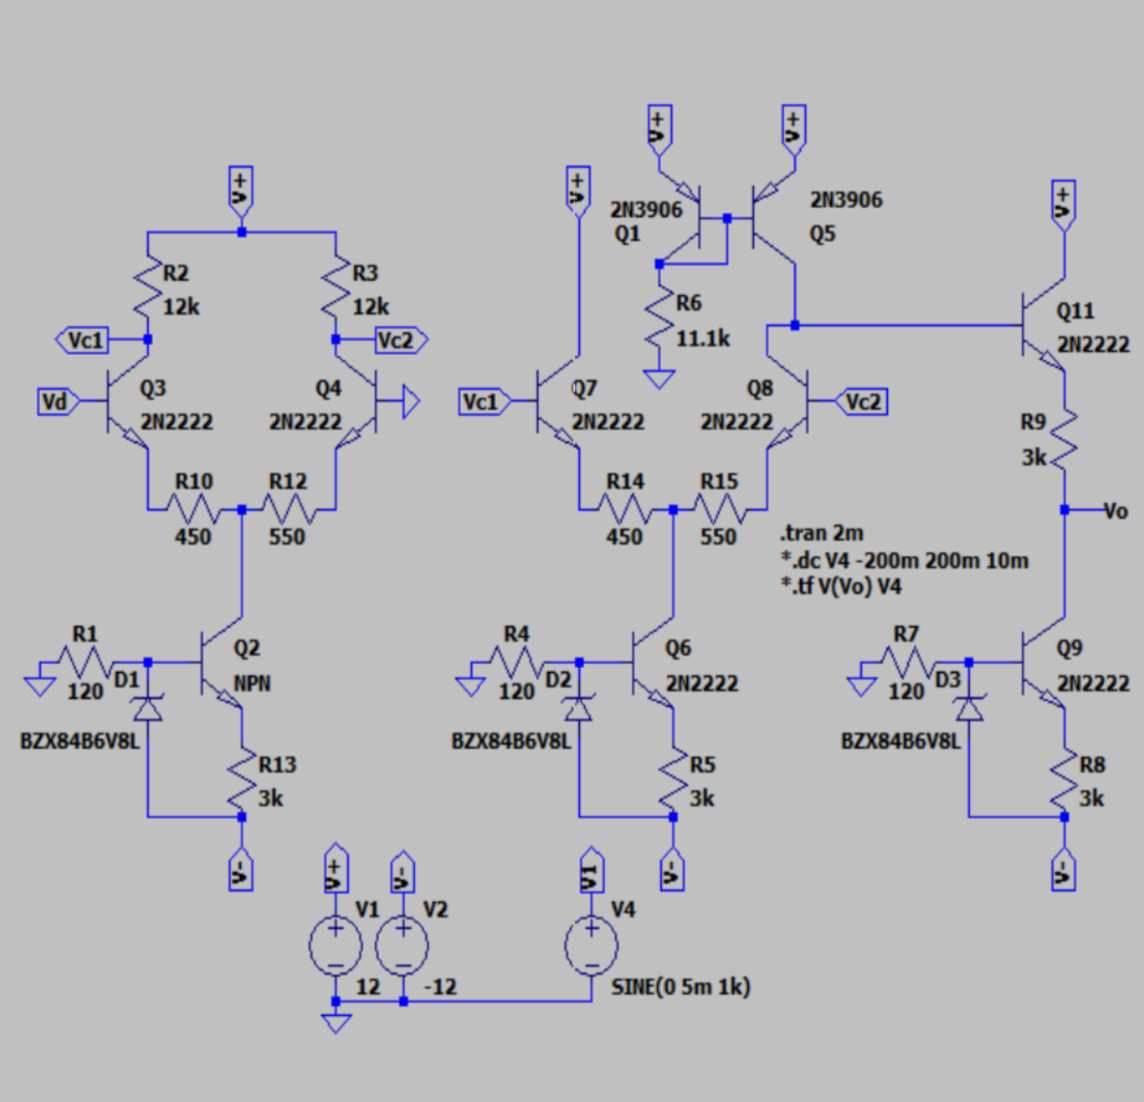 V+
V+
V+
V+
V+
2N3906
Q1
2N3906
Q5
R2
12k
R3
12k
R6
11.1k
Q11
2N2222
Vc1
Vc2
Vd
Q3
2N2222
Q4
2N2222
Vc1
Q7
2N2222
Q8
2N2222
Vc2
R9
3k
R10
450
R12
550
R14
450
R15
550
Vo
.tran 2m
*.dc V4 -200m 200m 10m
*.tf V(Vo) V4
R1
120
D1
BZX84B6V8L
Q2
NPN
R13
3k
V-
R4
120
D2
BZX84B6V8L
Q6
2N2222
R5
3k
V-
R7
120
D3
BZX84B6V8L
Q9
2N2222
R8
3k
V-
V+
V1
12
V-
V2
-12
V1
V4
SINE(0 5m 1k)